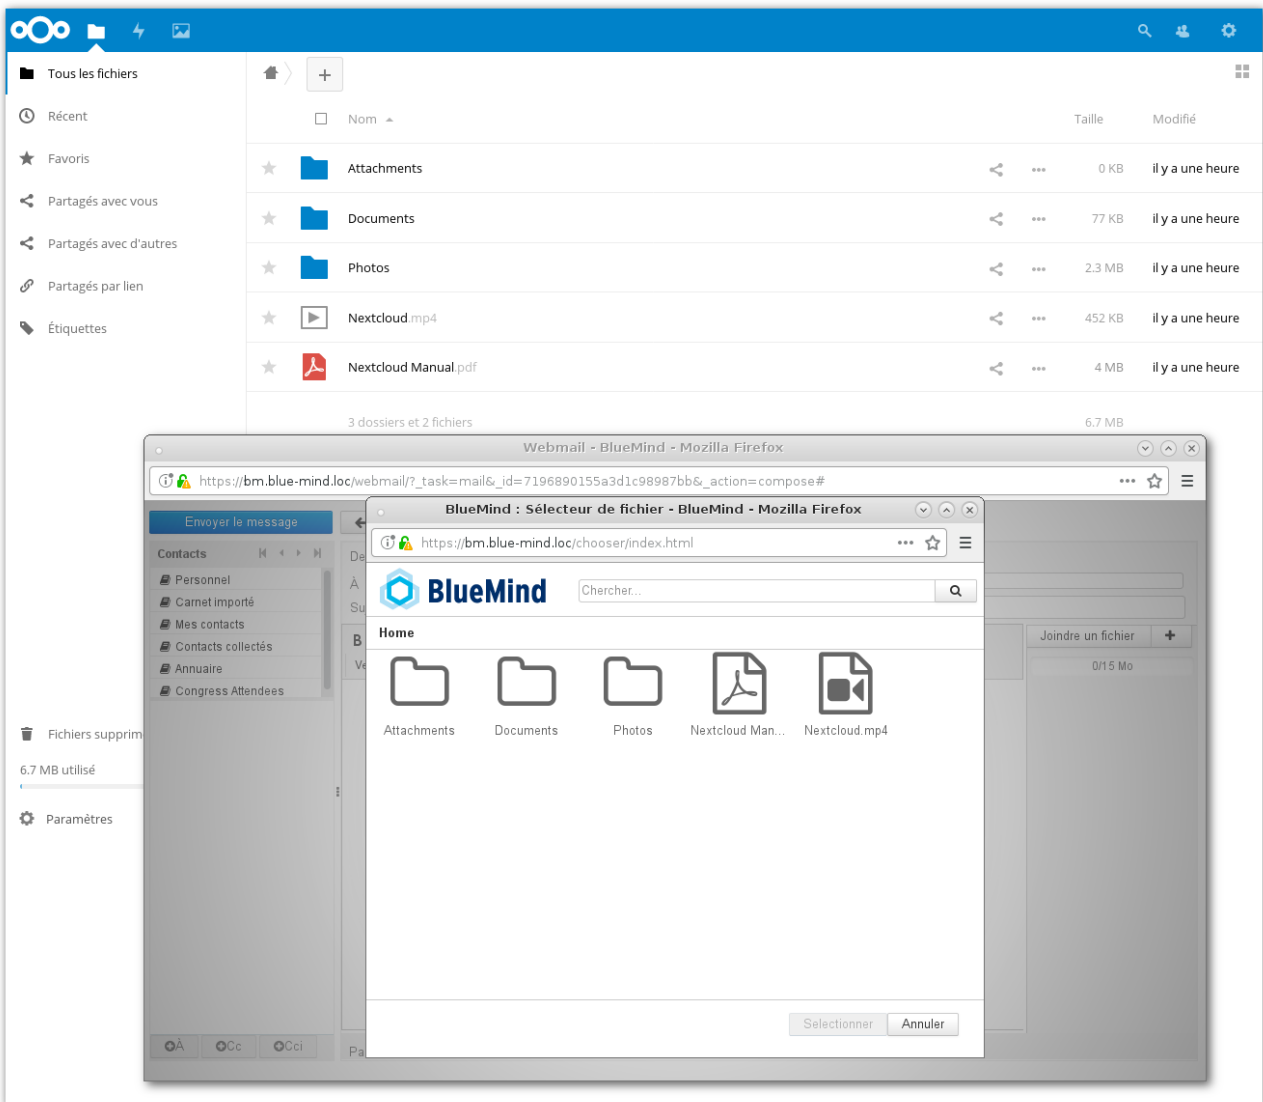 Tous les fichiers
Récent
Favoris
Partagés avec vous
Partagés avec d'autres
Partagés par lien
Étiquettes
Nom Taille Modifié
Attachments 0 KB il y a une heure
Documents 77 KB il y a une heure
Photos 2.3 MB il y a une heure
Nextcloud.mp4 452 KB il y a une heure
Nextcloud Manual.pdf 4 MB il y a une heure
3 dossiers et 2 fichiers 6.7 MB
Fichiers supprim
6.7 MB utilisé
Paramètres
Webmail - BlueMind - Mozilla Firefox
https://bm.blue-mind.loc/webmail/?_task=mail&_id=7196890155a3d1c98987bb&_action=compose#
Envoyer le message
Contacts
Personnel
Carnet importé
Mes contacts
Contacts collectés
Annuaire
Congress Attendees
À Cc Cci
De
À
Su
B
Ve
Pa
Joindre un fichier
0/15 Mo
BlueMind : Sélecteur de fichier - BlueMind - Mozilla Firefox
https://bm.blue-mind.loc/chooser/index.html
BlueMind
Chercher...
Home
Attachments Documents Photos Nextcloud Man... Nextcloud.mp4
Selectionner Annuler